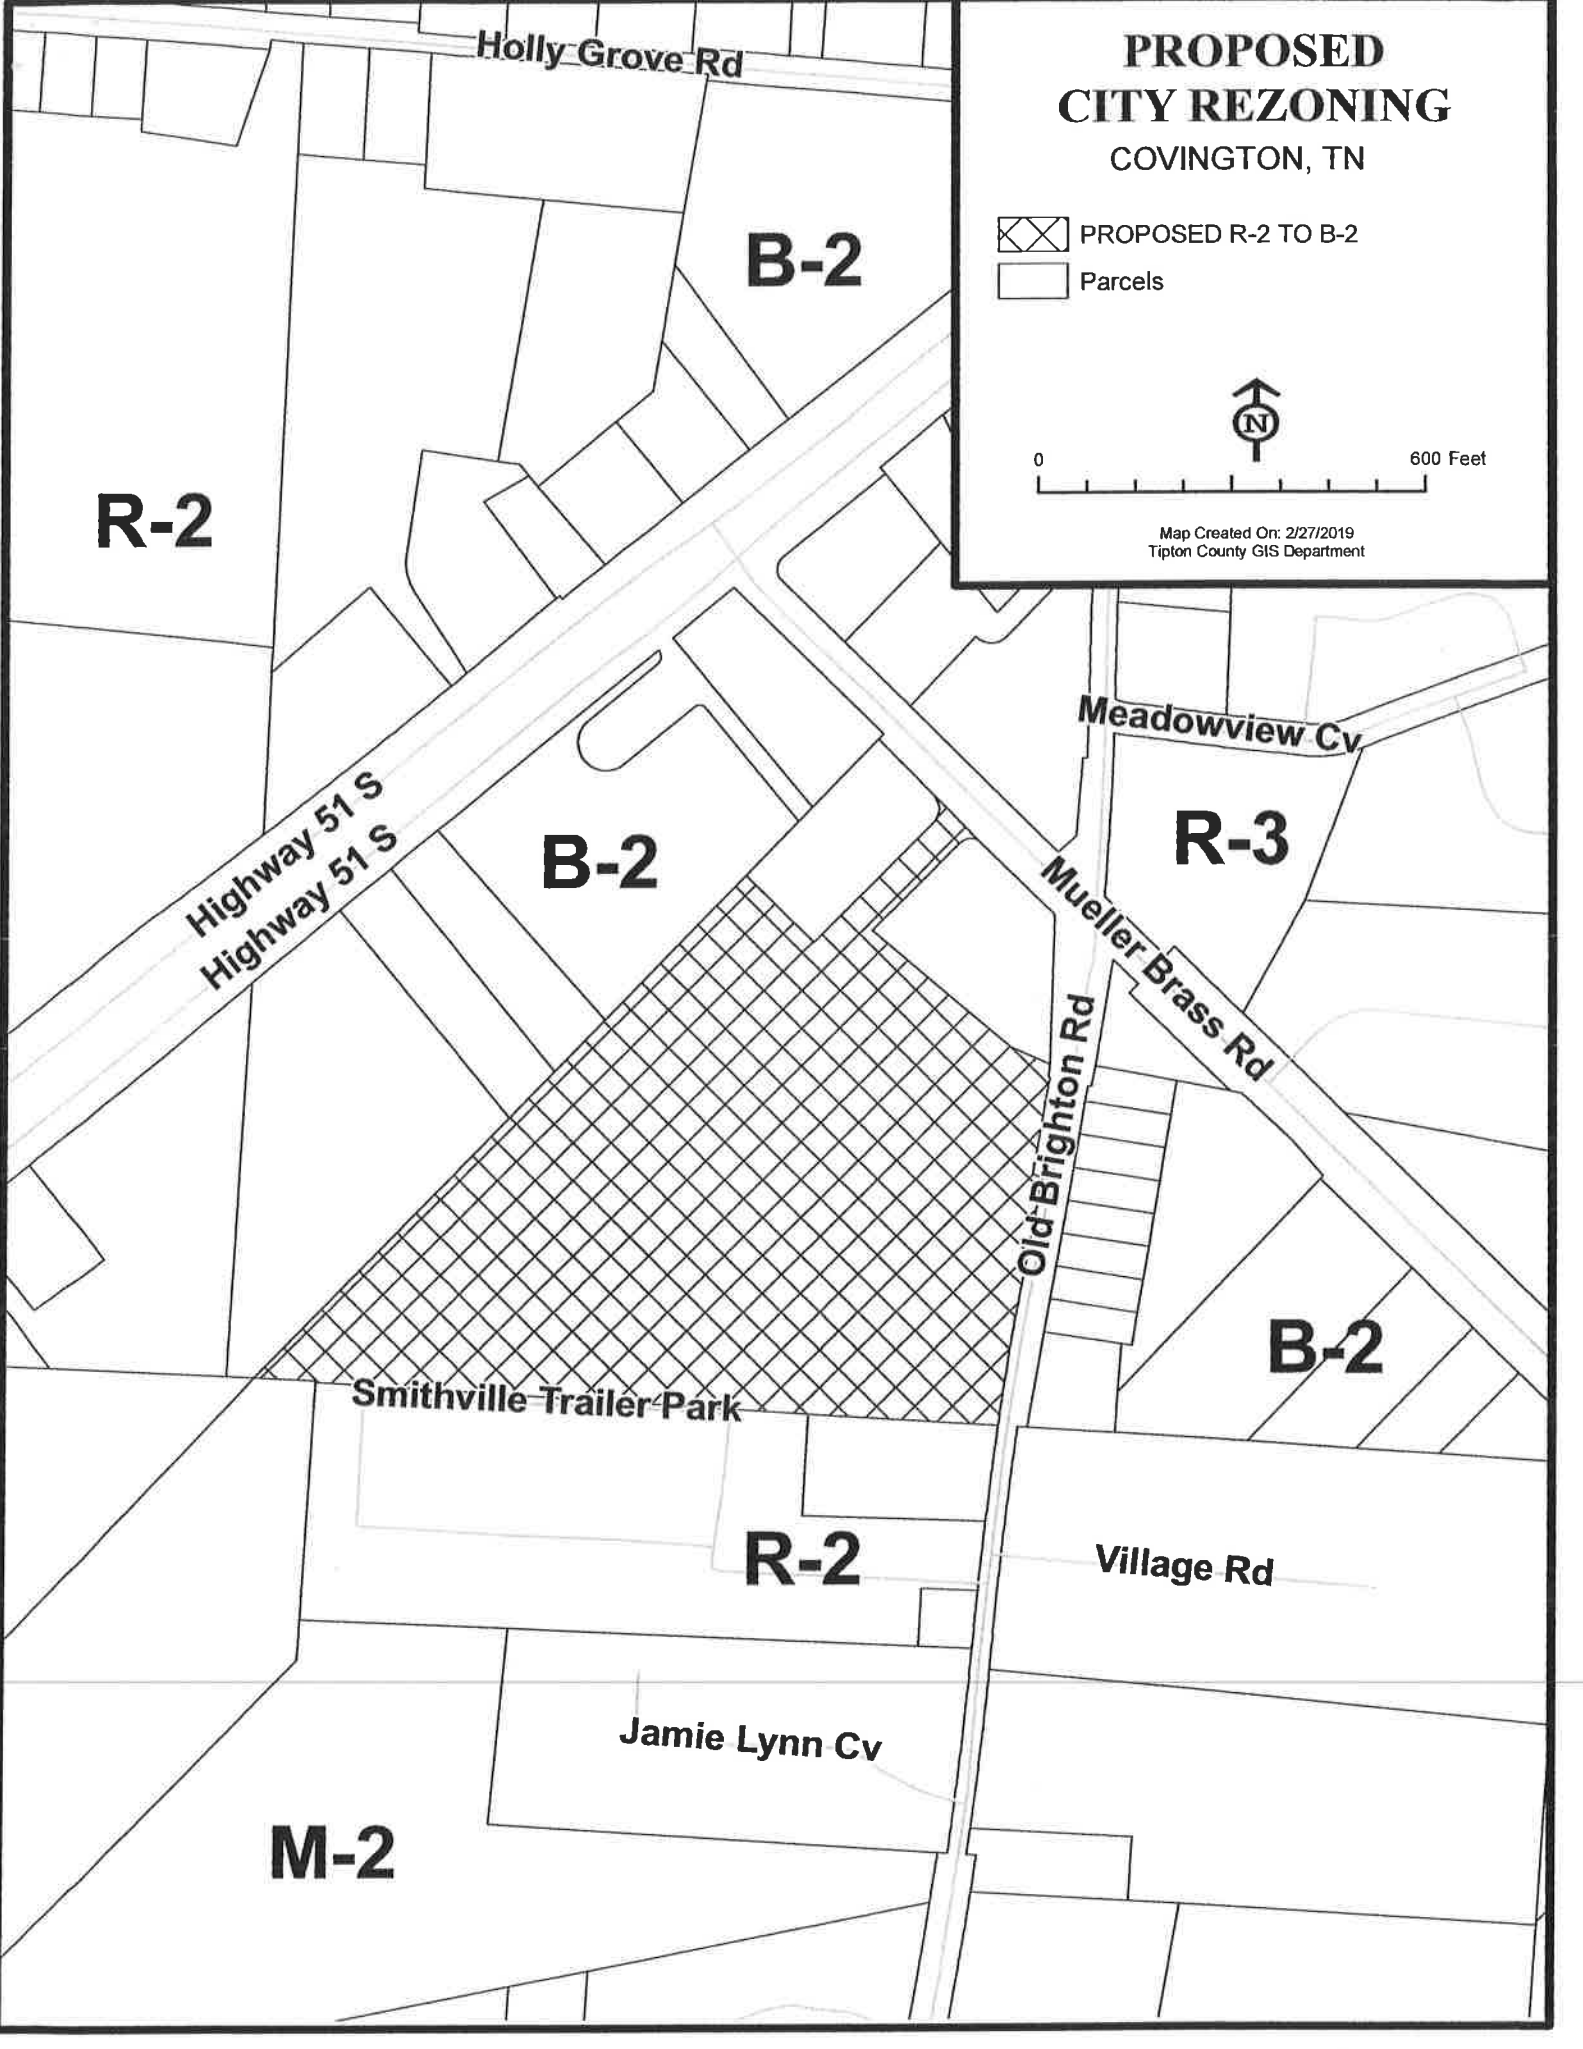 Holly Grove Rd
PROPOSED
CITY REZONING
COVINGTON, TN
PROPOSED R-2 TO B-2
Parcels
N
0
600 Feet
Map Created On: 2/27/2019
Tipton County GIS Department
B-2
R-2
Meadowview Cv
R-3
Highway 51 S
Highway 51 S
B-2
Mueller Brass Rd
Old Brighton Rd
B-2
Smithville Trailer Park
R-2
Village Rd
Jamie Lynn Cv
M-2